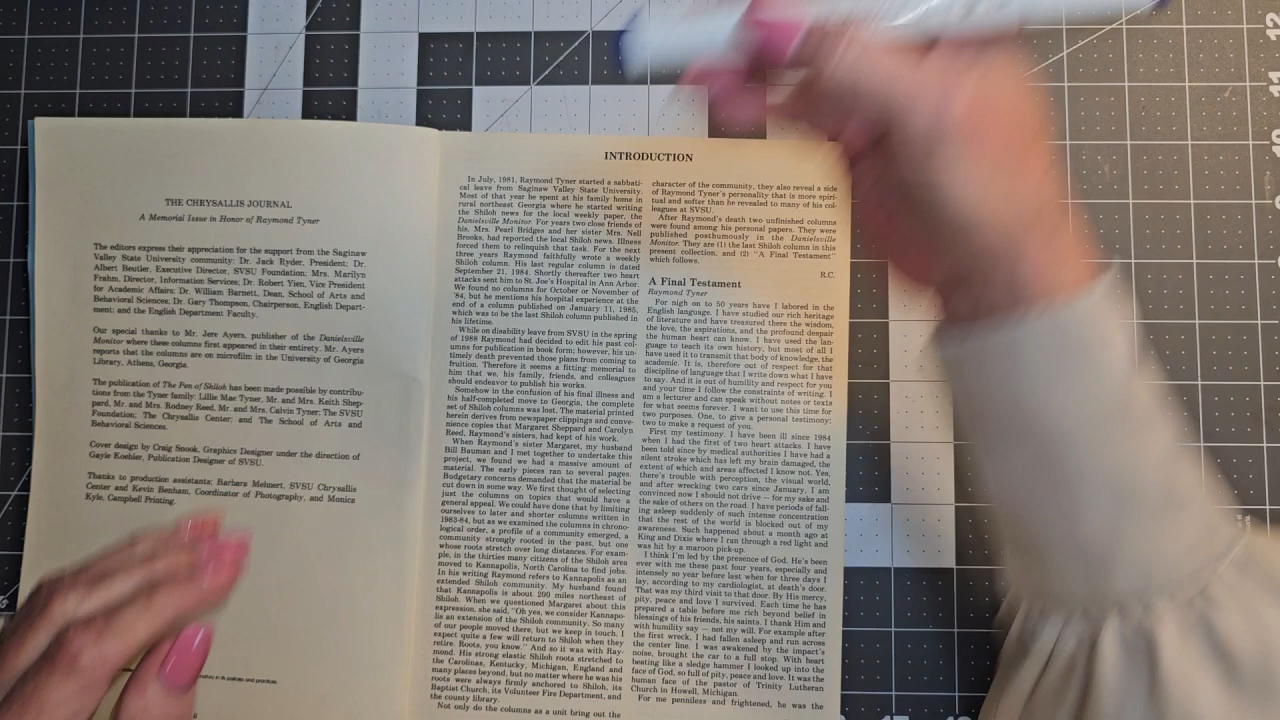 THE CHRYSALLIS JOURNAL
A Memorial Issue in Honor of Raymond Tyner
The editors express their appreciation for the support from the Saginaw
Valley State University community: Dr. Jack Ryder, President; Dr.
Albert Beutler, Executive Director, SVSU Foundation; Mrs. Marilyn
Frahm, Director, Information Services; Dr. Robert Yien, Vice President
for Academic Affairs; Dr. William Barnett, Dean, School of Arts and
Behavioral Sciences; Dr. Gary Thompson, Chairperson, English Depart-
ment; and the English Department Faculty.
Our special thanks to Mr. Jere Ayers, publisher of the Danielsville
Monitor where these columns first appeared in their entirety. Mr. Ayers
reports that the columns are on microfilm in the University of Georgia
Library, Athens, Georgia.
The publication of The Pen of Shiloh has been made possible by contribu-
tions from the Tyner family: Lillie Mae Tyner, Mr. and Mrs. Keith Shep-
pard, Mr. and Mrs. Rodney Reed, Mr. and Mrs. Calvin Tyner; The SVSU
Foundation; The Chrysallis Center; and The School of Arts and
Behavioral Sciences.
Cover design by Craig Snook, Graphics Designer under the direction of
Gayie Koehler, Publication Designer of SVSU.
Thanks to production assistants: Barbara Mehmert, SVSU Chrysallis
Center and Kevin Benham, Coordinator of Photography, and Monica
Kyle, Campbell Printing.
in its policies and practices.
INTRODUCTION
In July, 1981, Raymond Tyner started a sabbati-
cal leave from Saginaw Valley State University.
Most of that year he spent at his family home in
rural northeast Georgia where he started writing
the Shiloh news for the local weekly paper, the
Danielsville Monitor. For years two close friends of
his, Mrs. Pearl Bridges and her sister Mrs. Nell
Brooks, had reported the local Shiloh news. Illness
forced them to relinquish that task. For the next
three years Raymond faithfully wrote a weekly
Shiloh column. His last regular column is dated
September 21, 1984. Shortly thereafter two heart
attacks sent him to St. Joe's Hospital in Ann Arbor.
We found no columns for October or November of
'84, but he mentions his hospital experience at the
end of a column published on January 11, 1985,
which was to be the last Shiloh column published in
his lifetime.
While on disability leave from SVSU in the spring
of 1988 Raymond had decided to edit his past col-
umns for publication in book form; however, his un-
timely death prevented those plans from coming to
fruition. Therefore it seems a fitting memorial to
him that we, his family, friends, and colleagues
should endeavor to publish his works.
Somehow in the confusion of his final illness and
his half-completed move to Georgia, the complete
set of Shiloh columns was lost. The material printed
herein derives from newspaper clippings and conve-
nience copies that Margaret Sheppard and Carolyn
Reed, Raymond's sisters, had kept of his work.
When Raymond's sister Margaret, my husband
Bill Bauman and I met together to undertake this
project, we found we had a massive amount of
material. The early pieces ran to several pages.
Budgetary concerns demanded that the material be
cut down in some way. We first thought of selecting
just the columns on topics that would have a
general appeal. We could have done that by limiting
ourselves to later and shorter columns written in
1983-84, but as we examined the columns in chrono-
logical order, a profile of a community emerged, a
community strongly rooted in the past, but one
whose roots stretch over long distances. For exam-
ple, in the thirties many citizens of the Shiloh area
moved to Kannapolis, North Carolina to find jobs.
In his writing Raymond refers to Kannapolis as an
extended Shiloh community. My husband found
that Kannapolis is about 200 miles northeast of
Shiloh. When we questioned Margaret about this
expression, she said, "Oh yes, we consider Kannapo-
lis an extension of the Shiloh community. So many
of our people moved there, but we keep in touch. I
expect quite a few will return to Shiloh when they
retire. Roots, you know." And so it was with Ray-
mond. His strong elastic Shiloh roots stretched to
the Carolinas, Kentucky, Michigan, England and
many places beyond, but no matter where he was his
roots were always firmly anchored to Shiloh, its
Baptist Church, its Volunteer Fire Department, and
the county library.
Not only do the columns as a unit bring out the
character of the community, they also reveal a side
of Raymond Tyner's personality that is more spiri-
tual and softer than he revealed to many of his col-
leagues at SVSU.
After Raymond's death two unfinished columns
were found among his personal papers. They were
published posthumously in the Danielsville
Monitor. They are (1) the last Shiloh column in this
present collection, and (2) "A Final Testament"
which follows.
R.C.
A Final Testament
Raymond Tyner
For nigh on to 50 years have I labored in the
English language. I have studied our rich heritage
of literature and have treasured there the wisdom,
the love, the aspirations, and the profound despair
the human heart can know. I have used the lan-
guage to teach its own history, but most of all I
have used it to transmit that body of knowledge, the
academic. It is, therefore out of respect for that
discipline of language that I write down what I have
to say. And it is out of humility and respect for you
and your time I follow the constraints of writing. I
am a lecturer and can speak without notes or texts
for what seems forever. I want to use this time for
two purposes. One, to give a personal testimony;
two to make a request of you.
First, my testimony. I have been ill since 1984
when I had the first of two heart attacks. I have
been told since by medical authorities I have had a
silent stroke which has left my brain damaged, the
extent of which and areas affected I know not. Yes,
there's trouble with perception, the visual world,
and after wrecking two cars since January, I am
convinced now I should not drive — for my sake and
the sake of others on the road. I have periods of fall-
ing asleep suddenly of such intense concentration
that the rest of the world is blocked out of my
awareness. Such happened about a month ago at
King and Dixie where I ran through a red light and
was hit by a maroon pick-up.
I think I'm led by the presence of God. He's been
ever with me these past four years, especially and
intensely so year before last when for three days I
lay, according to my cardiologist, at death's door.
That was my third visit to that door. By His mercy,
pity, peace and love I survived. Each time he has
prepared a table before me rich beyond belief in
blessings of his friends, his saints. I thank Him and
with humility say — not my will. For example after
the first wreck, I had fallen asleep and run across
the center line. I was awakened by the impact's
noise, brought the car to a full stop. With heart
beating like a sledge hammer I looked up into the
face of God, so full of pity, peace and love. It was the
human face of the pastor of Trinity Lutheran
Church in Howell, Michigan.
For me penniless and frightened, he was the
12
11
10